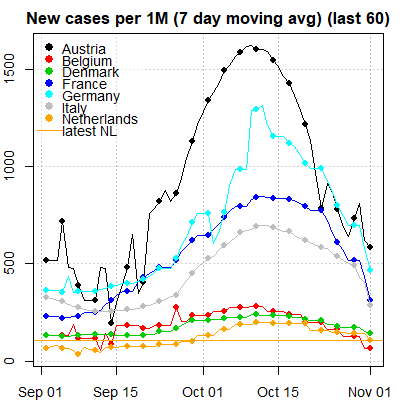 New cases per 1M (7 day moving avg) (last 60)
Austria
Belgium
Denmark
France
Germany
Italy
Netherlands
latest NL
1500
1000
500
0
Sep 01 Sep 15 Oct 01 Oct 15 Nov 01